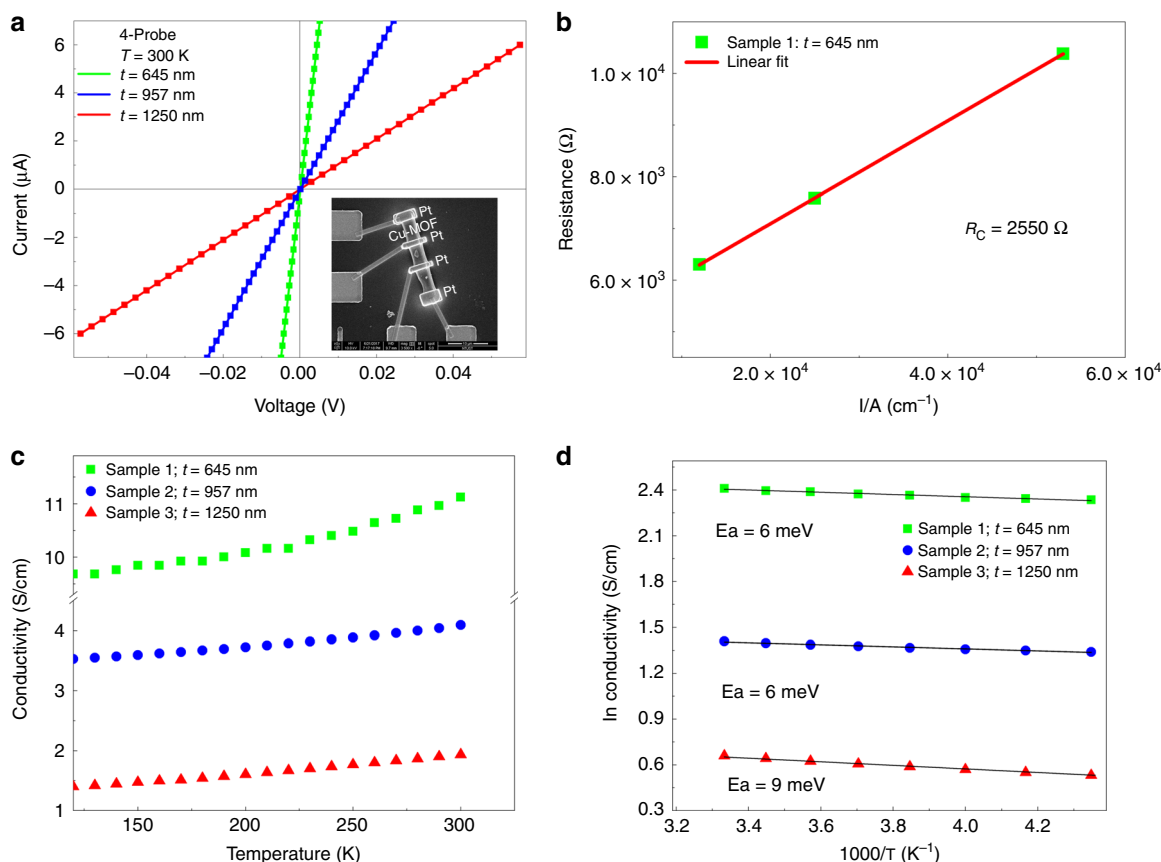 a
4-Probe
T = 300 K
t = 645 nm
t = 957 nm
t = 1250 nm
6
4
2
0
−2
−4
−6
Current (μA)
Pt
Cu-MOF
Pt
Pt
Pt
−0.04
−0.02
0.00
0.02
0.04
Voltage (V)
b
Sample 1: t = 645 nm
Linear fit
1.0 × 10⁴
8.0 × 10³
6.0 × 10³
Resistance (Ω)
R_C = 2550 Ω
2.0 × 10⁴
4.0 × 10⁴
6.0 × 10⁴
I/A (cm⁻¹)
c
Sample 1; t = 645 nm
Sample 2; t = 957 nm
Sample 3; t = 1250 nm
11
10
4
3
2
1
Conductivity (S/cm)
150
200
250
300
Temperature (K)
d
2.4
2.1
1.8
1.5
1.2
0.9
0.6
0.3
In conductivity (S/cm)
Ea = 6 meV
Sample 1; t = 645 nm
Sample 2; t = 957 nm
Sample 3; t = 1250 nm
Ea = 6 meV
Ea = 9 meV
3.2
3.4
3.6
3.8
4.0
4.2
1000/T (K⁻¹)